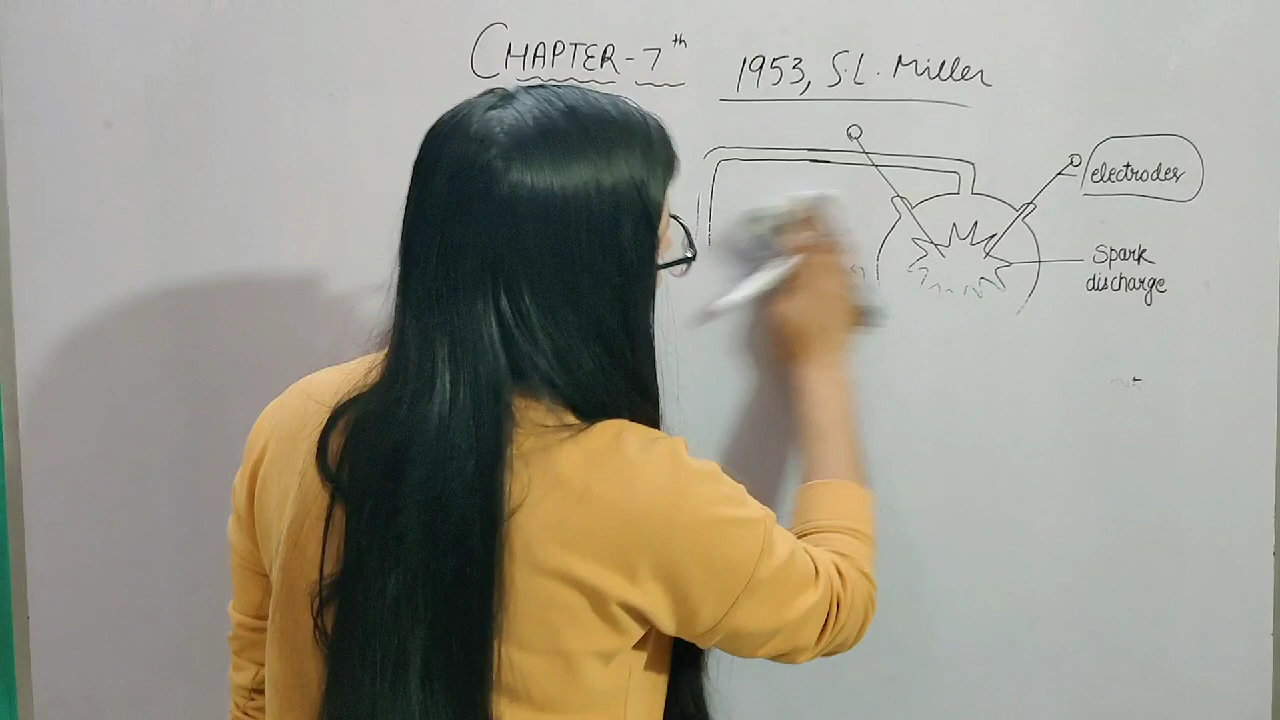 CHAPTER-7th
1953, S.L. Miller
electrodes
Spark
discharge